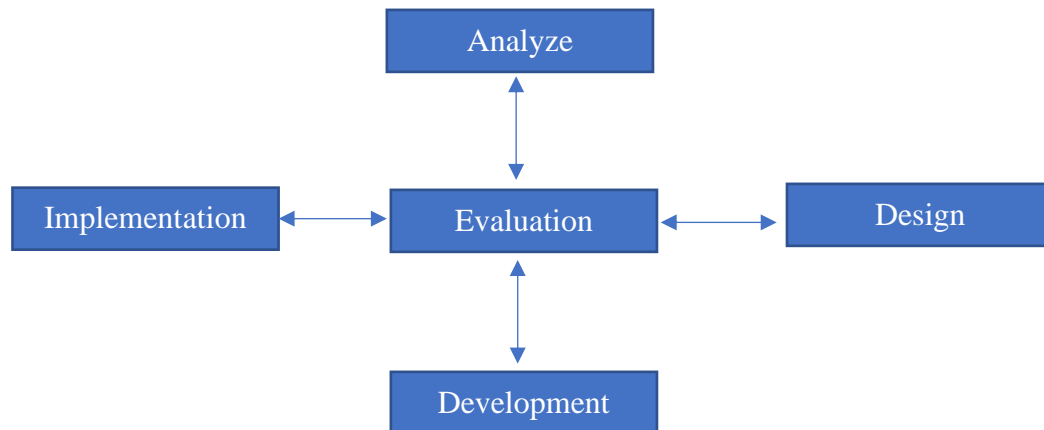 Analyze
Implementation
Evaluation
Design
Development